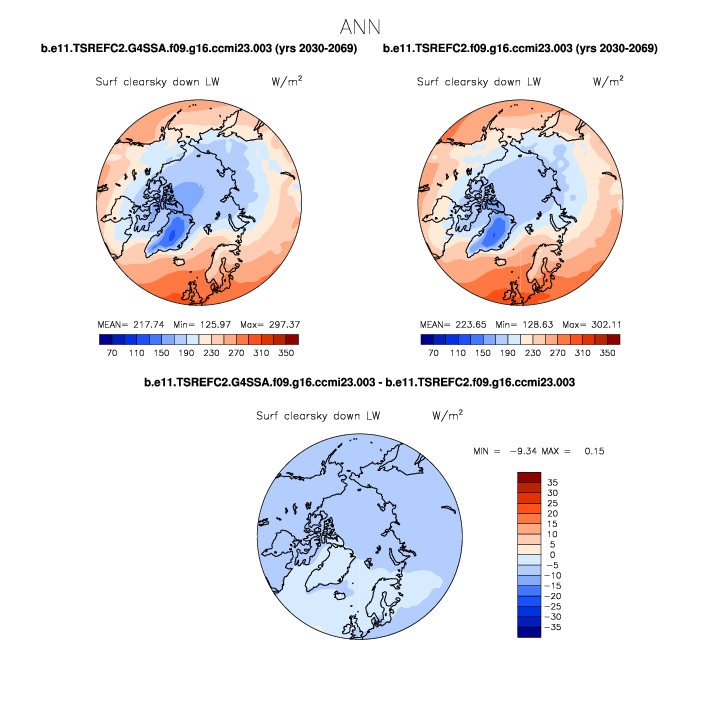 ANN
b.e11.TSREFC2.G4SSA.f09.g16.ccmi23.003 (yrs 2030-2069)
b.e11.TSREFC2.f09.g16.ccmi23.003 (yrs 2030-2069)
Surf clearsky down LW W/m²
Surf clearsky down LW W/m²
MEAN= 217.74 Min= 125.97 Max= 297.37
MEAN= 223.65 Min= 128.63 Max= 302.11
70 110 150 190 230 270 310 350
70 110 150 190 230 270 310 350
b.e11.TSREFC2.G4SSA.f09.g16.ccmi23.003 - b.e11.TSREFC2.f09.g16.ccmi23.003
Surf clearsky down LW W/m²
MIN = -9.34 MAX = 0.15
35
30
25
20
15
10
5
0
-5
-10
-15
-20
-25
-30
-35